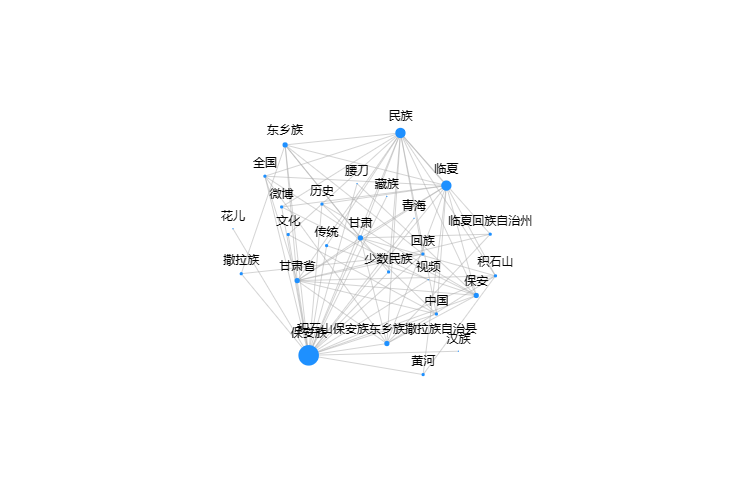 民族
东乡族
全国
临夏
腰刀
藏族
微博
历史
青海
花儿
文化
传统
甘肃
临夏回族自治州
回族
撒拉族
甘肃省
少数民族
视频
积石山
保安
中国
积石山保安族东乡族撒拉族自治县
保安族
汉族
黄河